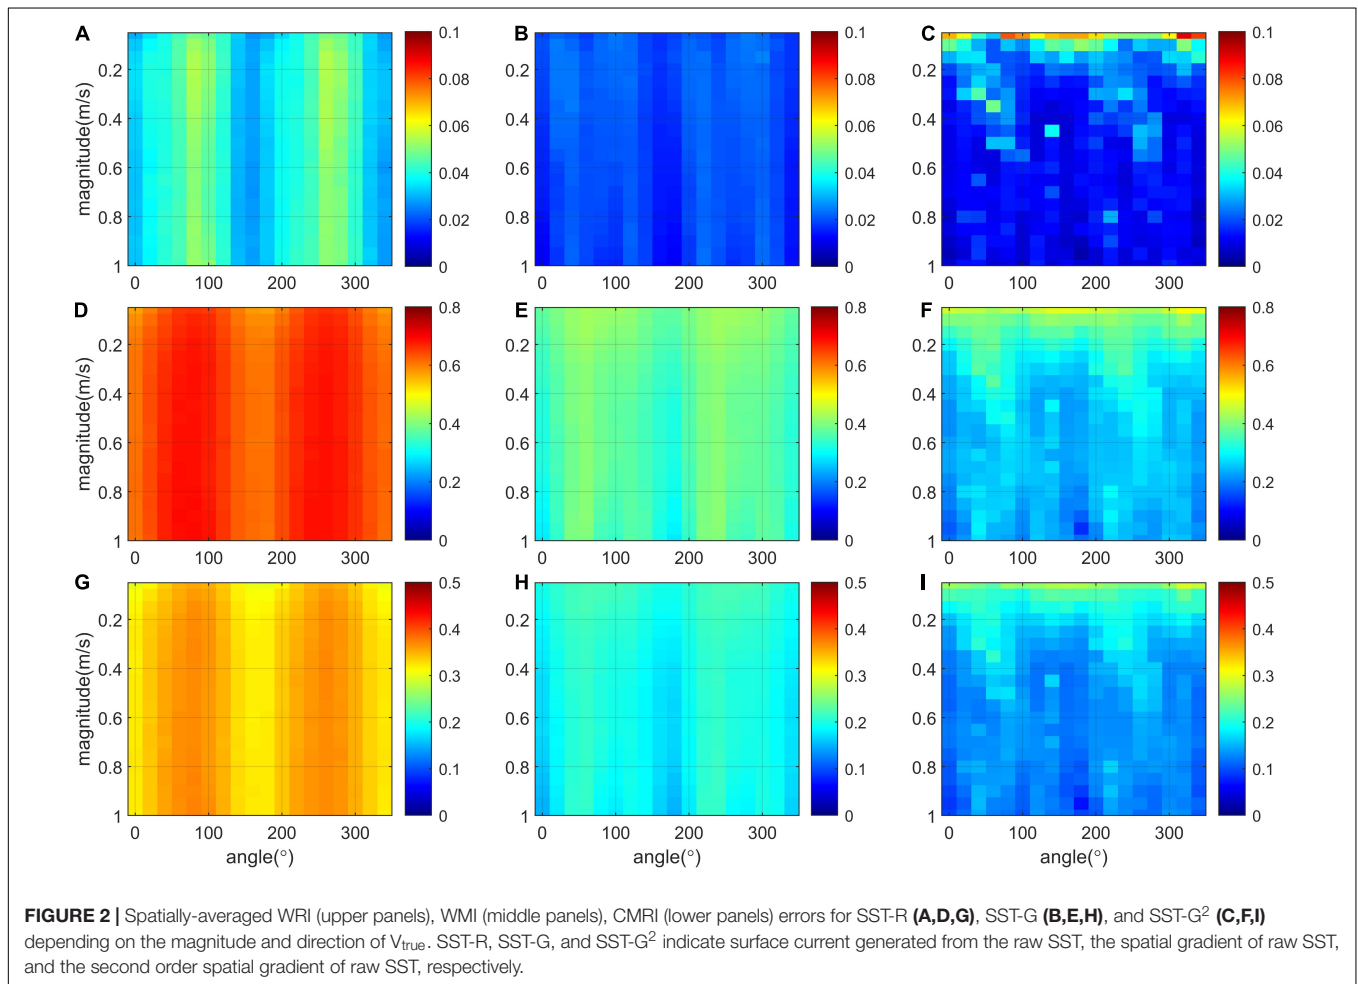 A B C
0.1 0.1 0.1
0.2 0.08 0.2 0.08 0.2 0.08
0.4 0.06 0.4 0.06 0.4 0.06
magnitude(m/s)
0.6 0.04 0.6 0.04 0.6 0.04
0.8 0.02 0.8 0.02 0.8 0.02
1 0 1 0 1 0
0 100 200 300 0 100 200 300 0 100 200 300
D E F
0.8 0.8 0.8
0.2 0.6 0.2 0.6 0.2 0.6
0.4 0.4 0.4 0.4 0.4 0.4
magnitude(m/s)
0.6 0.6 0.6
0.8 0.2 0.8 0.2 0.8 0.2
1 0 1 0 1 0
0 100 200 300 0 100 200 300 0 100 200 300
G H I
0.5 0.5 0.5
0.2 0.4 0.2 0.4 0.2 0.4
0.4 0.3 0.4 0.3 0.4 0.3
magnitude(m/s)
0.6 0.2 0.6 0.2 0.6 0.2
0.8 0.1 0.8 0.1 0.8 0.1
1 0 1 0 1 0
0 100 200 300 0 100 200 300 0 100 200 300
angle(°) angle(°) angle(°)
FIGURE 2 | Spatially-averaged WRI (upper panels), WMI (middle panels), CMRI (lower panels) errors for SST-R (A,D,G), SST-G (B,E,H), and SST-G² (C,F,I)
depending on the magnitude and direction of V_true. SST-R, SST-G, and SST-G² indicate surface current generated from the raw SST, the spatial gradient of raw SST,
and the second order spatial gradient of raw SST, respectively.